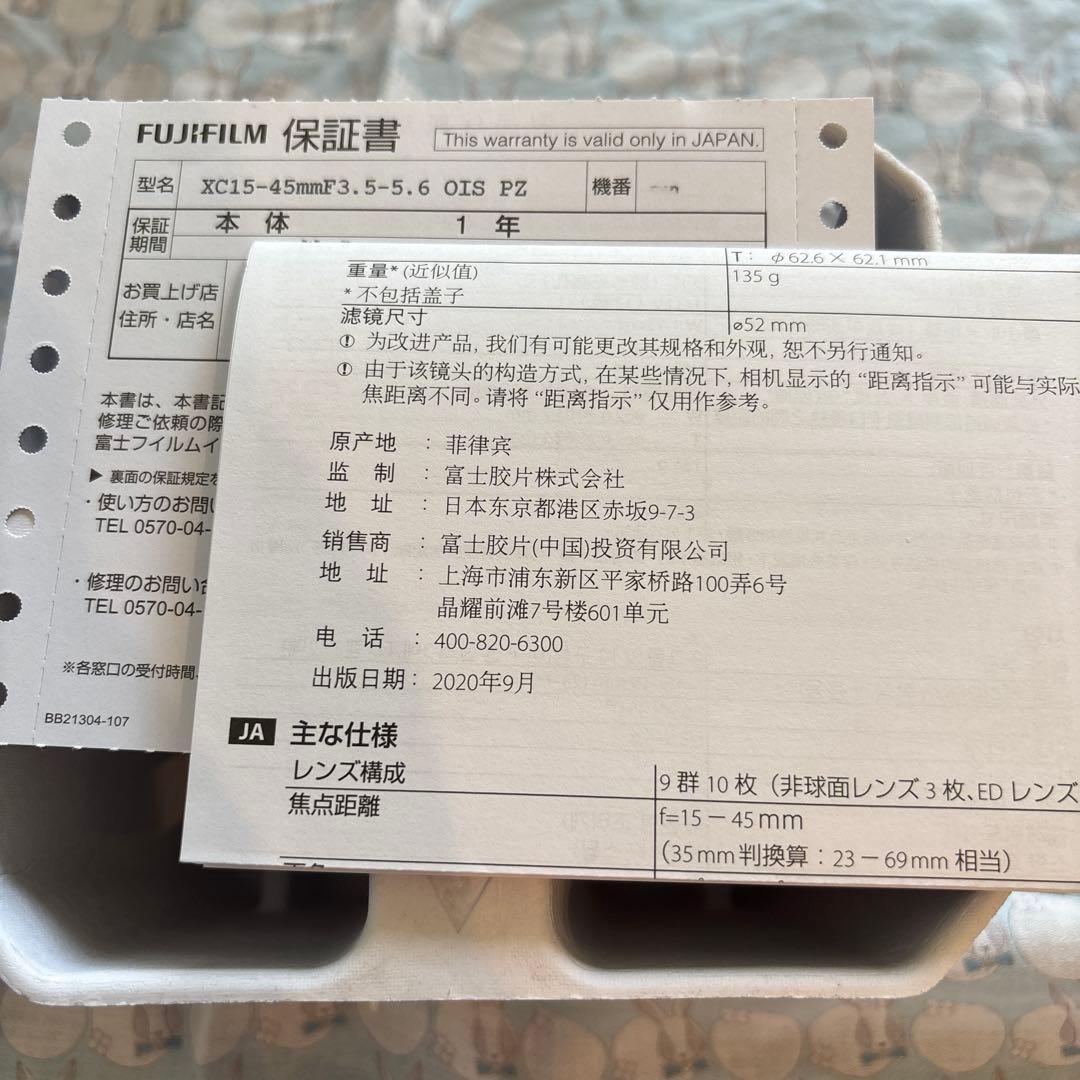 FUJIFILM 保証書 This warranty is valid only in JAPAN.
型名 XC15-45mmF3.5-5.6 OIS PZ 機番
保証期間 本体 1年
お買上げ店
住所・店名
本書は、本書記
修理ご依頼の際
富士フイルムイ
▶ 裏面の保証規定を
・使い方のお問い
TEL 0570-04-
・修理のお問い合
TEL 0570-04-
※各窓口の受付時間、
BB21304-107
T： φ62.6 × 62.1 mm
重量* (近似值) 135 g
* 不包括盖子
滤镜尺寸 ⌀52 mm
为改进产品, 我们有可能更改其规格和外观, 恕不另行通知。
由于该镜头的构造方式, 在某些情况下, 相机显示的 “距离指示” 可能与实际
焦距离不同。请将 “距离指示” 仅用作参考。
原产地 ： 菲律宾
监 制 ： 富士胶片株式会社
地 址 ： 日本东京都港区赤坂9-7-3
销售商 ： 富士胶片(中国)投资有限公司
地 址 ： 上海市浦东新区平家桥路100弄6号
晶耀前滩7号楼601单元
电 话 ： 400-820-6300
出版日期： 2020年9月
JA 主な仕様
レンズ構成 9 群 10 枚（非球面レンズ 3 枚、ED レンズ
焦点距離 f=15－45mm
（35mm判換算：23－69mm 相当）